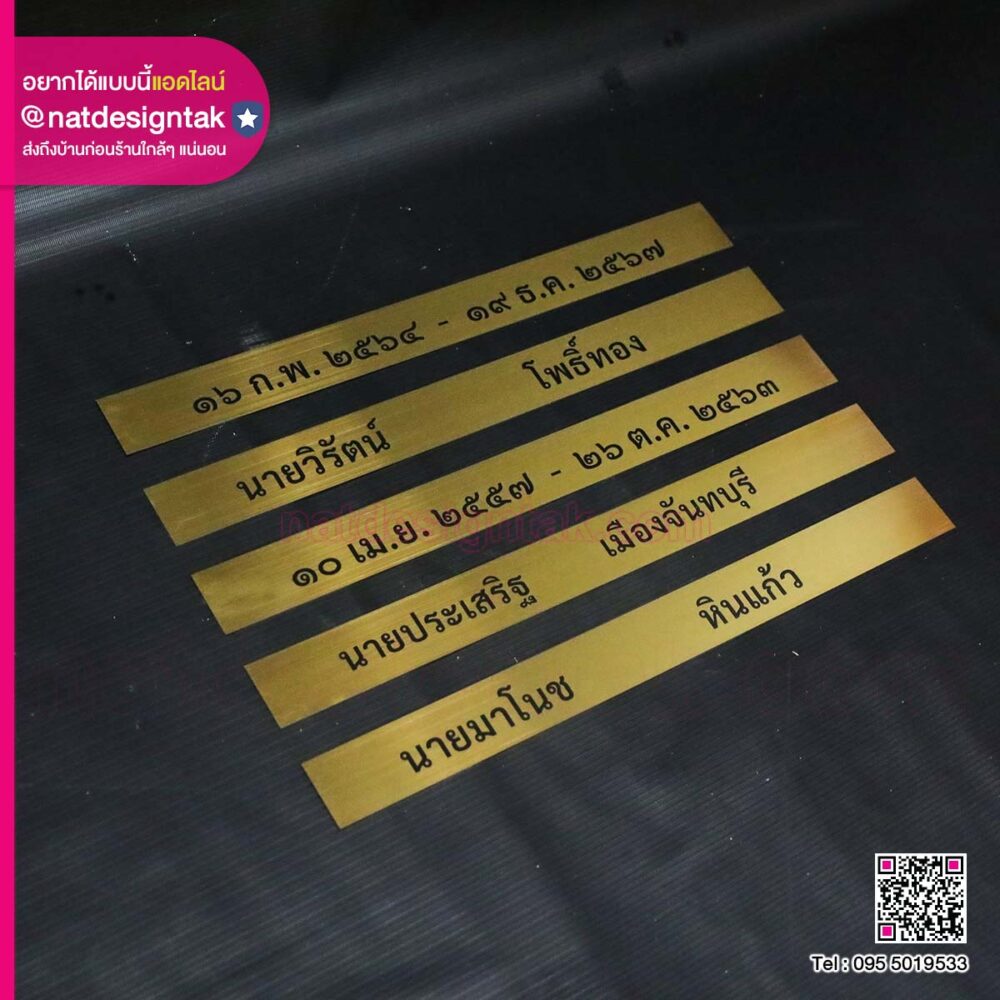 อยากได้แบบนี้แอดไลน์
@natdesigntak
ส่งถึงบ้านก่อนร้านใกล้ๆ แน่นอน
๑๖ ก.พ. ๒๕๖๔ - ๑๙ ธ.ค. ๒๕๖๗
นายวิรัตน์ โพธิ์ทอง
๑๐ เม.ย. ๒๕๕๗ - ๒๖ ต.ค. ๒๕๖๓
นายประเสริฐ เมืองจันทบุรี
นายมาโนช หินแก้ว
natdesigntak.com
Tel : 095 5019533